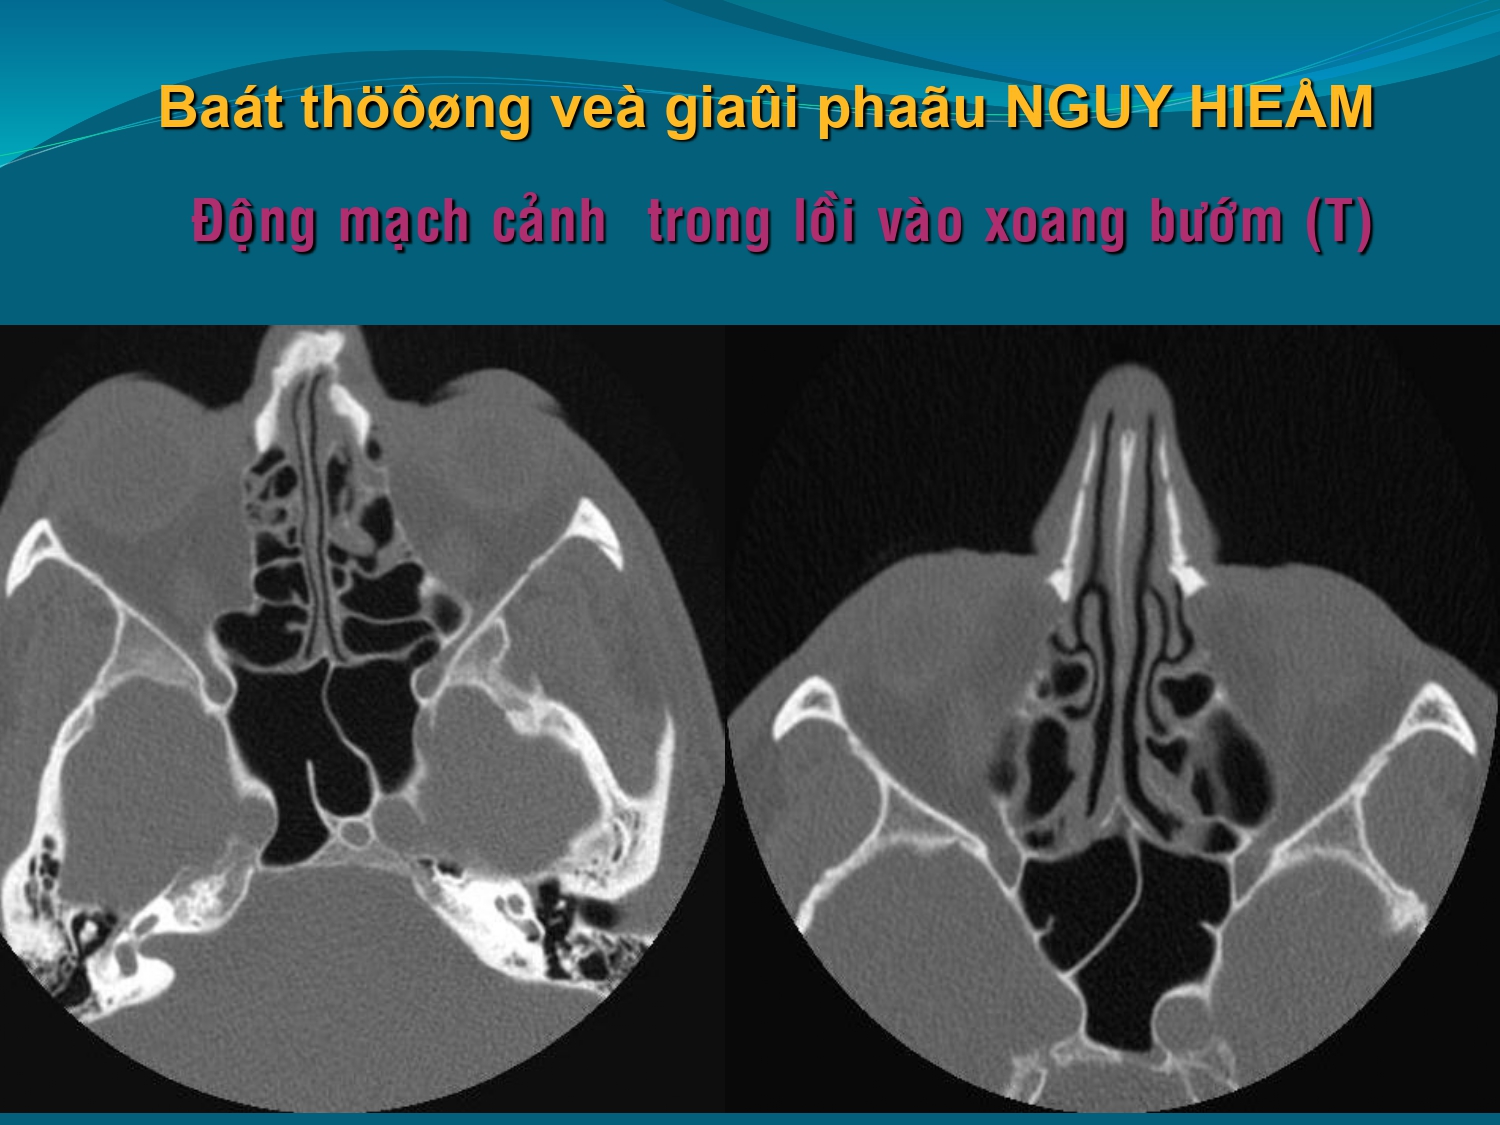 Baát thöôøng veà giaûi phaãu NGUY HIEÅM
Động mạch cảnh trong lồi vào xoang bướm (T)